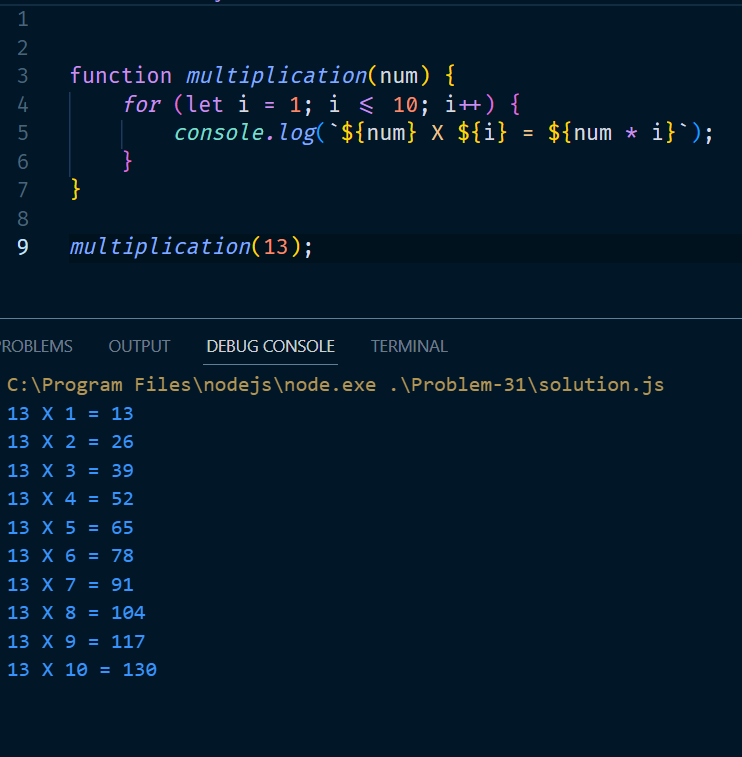 1
2
3 function multiplication(num) {
4 for (let i = 1; i <= 10; i++) {
5 console.log(`${num} X ${i} = ${num * i}`);
6 }
7 }
8
9 multiplication(13);
PROBLEMS OUTPUT DEBUG CONSOLE TERMINAL
C:\Program Files\nodejs\node.exe .\Problem-31\solution.js
13 X 1 = 13
13 X 2 = 26
13 X 3 = 39
13 X 4 = 52
13 X 5 = 65
13 X 6 = 78
13 X 7 = 91
13 X 8 = 104
13 X 9 = 117
13 X 10 = 130